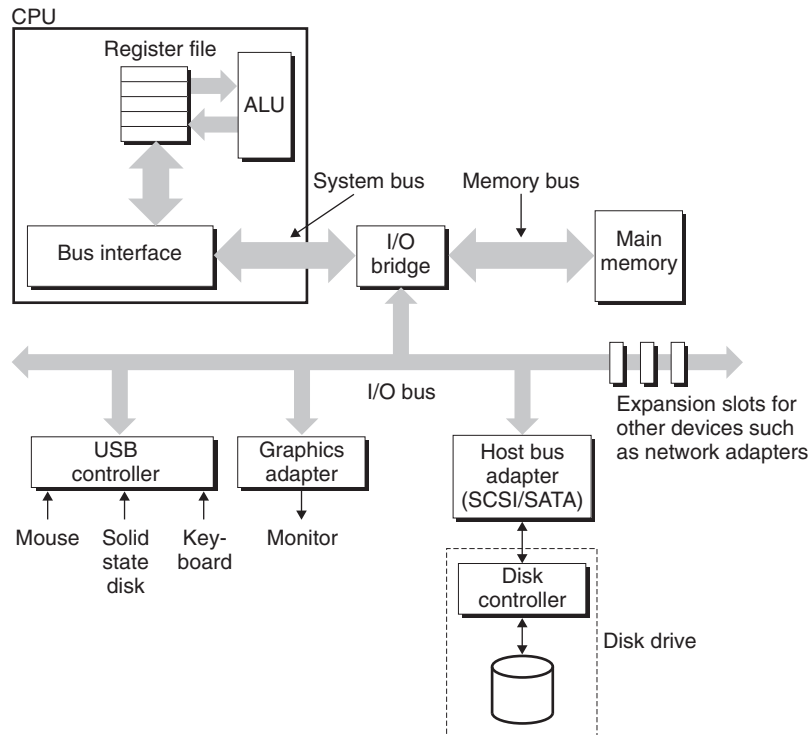 CPU
Register file
ALU
System bus
Memory bus
Bus interface
I/O
bridge
Main
memory
I/O bus
Expansion slots for
other devices such
as network adapters
USB
controller
Graphics
adapter
Host bus
adapter
(SCSI/SATA)
Mouse
Solid
state
disk
Key-
board
Monitor
Disk
controller
Disk drive